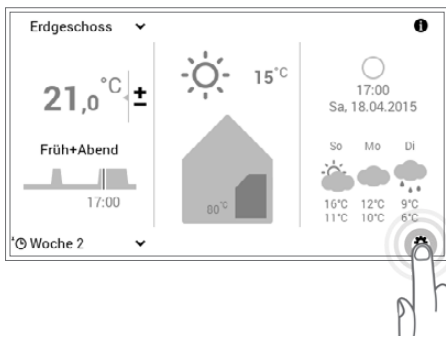 Erdgeschoss
21,0 °C ±
Früh+Abend
17:00
Woche 2
15°C
80°C
17:00
Sa, 18.04.2015
So Mo Di
16°C 12°C 9°C
11°C 10°C 6°C